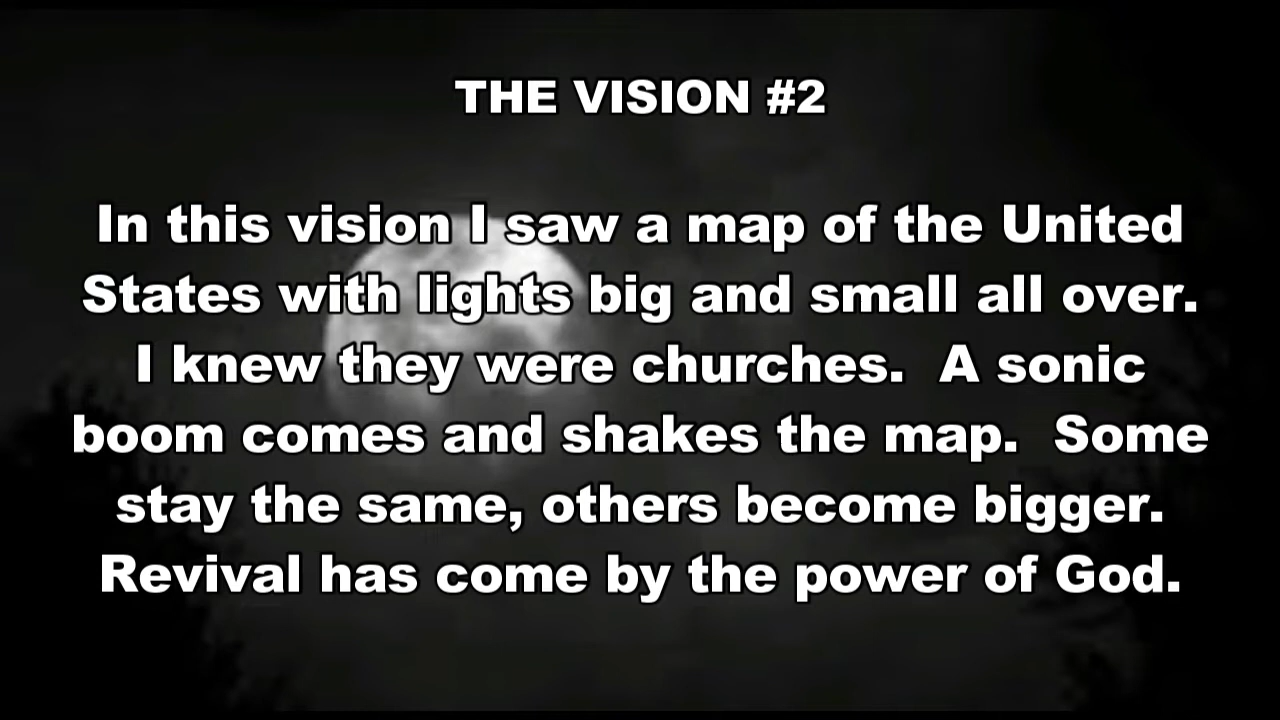 THE VISION #2
In this vision I saw a map of the United
States with lights big and small all over.
I knew they were churches.  A sonic
boom comes and shakes the map.  Some
stay the same, others become bigger.
Revival has come by the power of God.